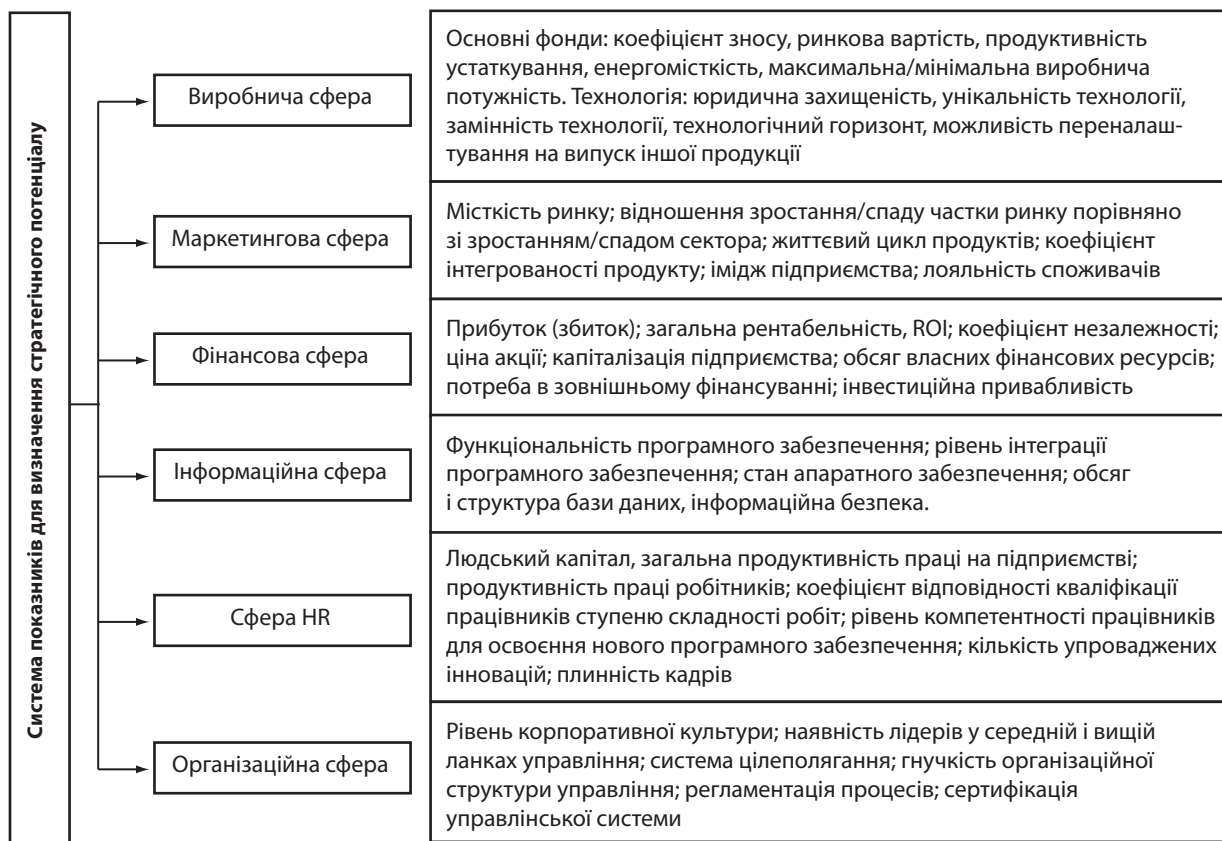 Система показників для визначення стратегічного потенціалу
Виробнича сфера
Основні фонди: коефіцієнт зносу, ринкова вартість, продуктивність
устаткування, енергомісткість, максимальна/мінімальна виробнича
потужність. Технологія: юридична захищеність, унікальність технології,
замінність технології, технологічний горизонт, можливість переналаш-
тування на випуск іншої продукції
Маркетингова сфера
Місткість ринку; відношення зростання/спаду частки ринку порівняно
зі зростанням/спадом сектора; життєвий цикл продуктів; коефіцієнт
інтегрованості продукту; імідж підприємства; лояльність споживачів
Фінансова сфера
Прибуток (збиток); загальна рентабельність, ROI; коефіцієнт незалежності;
ціна акції; капіталізація підприємства; обсяг власних фінансових ресурсів;
потреба в зовнішньому фінансуванні; інвестиційна привабливість
Інформаційна сфера
Функціональність програмного забезпечення; рівень інтеграції
програмного забезпечення; стан апаратного забезпечення; обсяг
і структура бази даних, інформаційна безпека.
Сфера HR
Людський капітал, загальна продуктивність праці на підприємстві;
продуктивність праці робітників; коефіцієнт відповідності кваліфікації
працівників ступеню складності робіт; рівень компетентності працівників
для освоєння нового програмного забезпечення; кількість упроваджених
інновацій; плинність кадрів
Організаційна сфера
Рівень корпоративної культури; наявність лідерів у середній і вищій
ланках управління; система цілеполягання; гнучкість організаційної
структури управління; регламентація процесів; сертифікація
управлінської системи